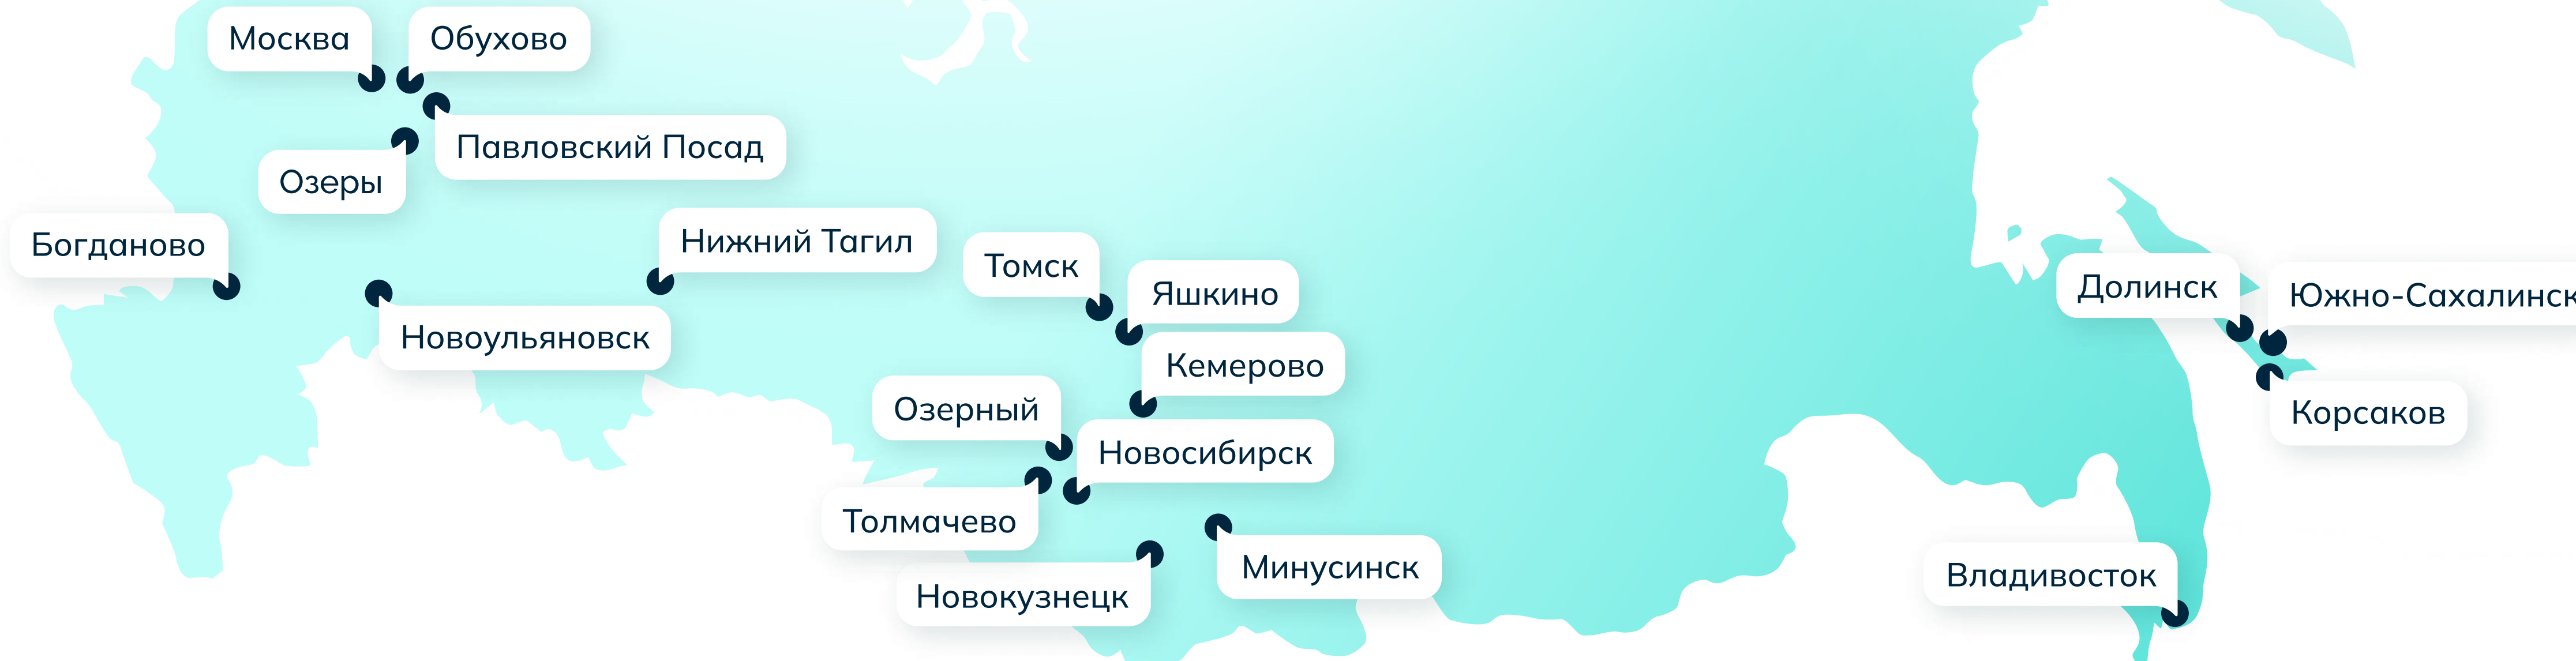 Москва
Обухово
Павловский Посад
Озеры
Богданово
Нижний Тагил
Новоульяновск
Томск
Яшкино
Кемерово
Озерный
Новосибирск
Толмачево
Новокузнецк
Минусинск
Долинск
Южно-Сахалинск
Корсаков
Владивосток